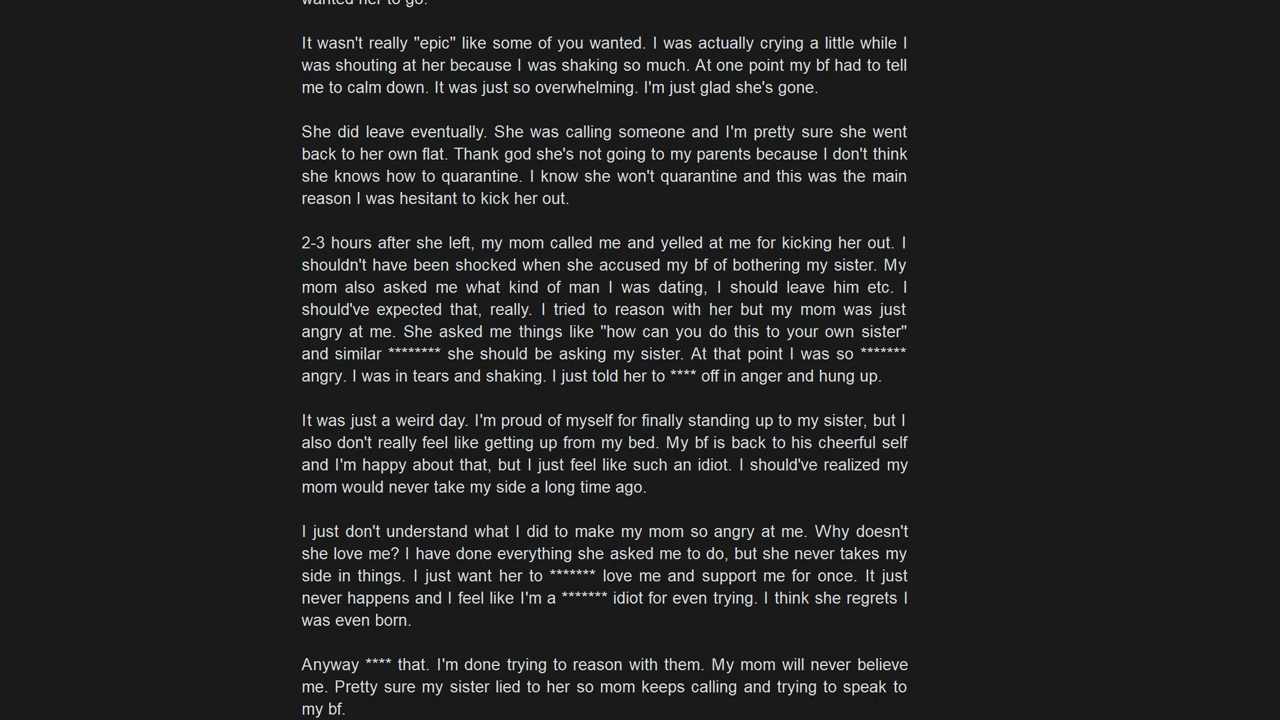 wanted her to go.
It wasn't really "epic" like some of you wanted. I was actually crying a little while I
was shouting at her because I was shaking so much. At one point my bf had to tell
me to calm down. It was just so overwhelming. I'm just glad she's gone.
She did leave eventually. She was calling someone and I'm pretty sure she went
back to her own flat. Thank god she's not going to my parents because I don't think
she knows how to quarantine. I know she won't quarantine and this was the main
reason I was hesitant to kick her out.
2-3 hours after she left, my mom called me and yelled at me for kicking her out. I
shouldn't have been shocked when she accused my bf of bothering my sister. My
mom also asked me what kind of man I was dating, I should leave him etc. I
should've expected that, really. I tried to reason with her but my mom was just
angry at me. She asked me things like "how can you do this to your own sister"
and similar ******** she should be asking my sister. At that point I was so *******
angry. I was in tears and shaking. I just told her to **** off in anger and hung up.
It was just a weird day. I'm proud of myself for finally standing up to my sister, but I
also don't really feel like getting up from my bed. My bf is back to his cheerful self
and I'm happy about that, but I just feel like such an idiot. I should've realized my
mom would never take my side a long time ago.
I just don't understand what I did to make my mom so angry at me. Why doesn't
she love me? I have done everything she asked me to do, but she never takes my
side in things. I just want her to ******* love me and support me for once. It just
never happens and I feel like I'm a ******* idiot for even trying. I think she regrets I
was even born.
Anyway **** that. I'm done trying to reason with them. My mom will never believe
me. Pretty sure my sister lied to her so mom keeps calling and trying to speak to
my bf.